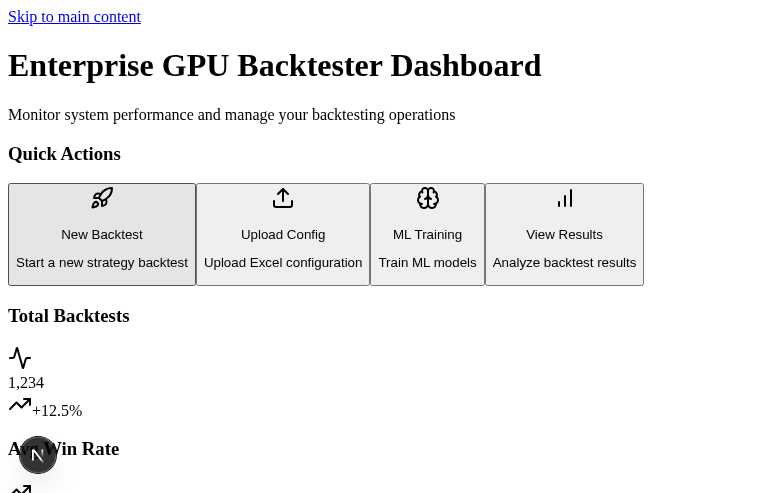 Skip to main content
Enterprise GPU Backtester Dashboard
Monitor system performance and manage your backtesting operations
Quick Actions
New Backtest
Start a new strategy backtest
Upload Config
Upload Excel configuration
ML Training
Train ML models
View Results
Analyze backtest results
Total Backtests
1,234
+12.5%
Avg Win Rate